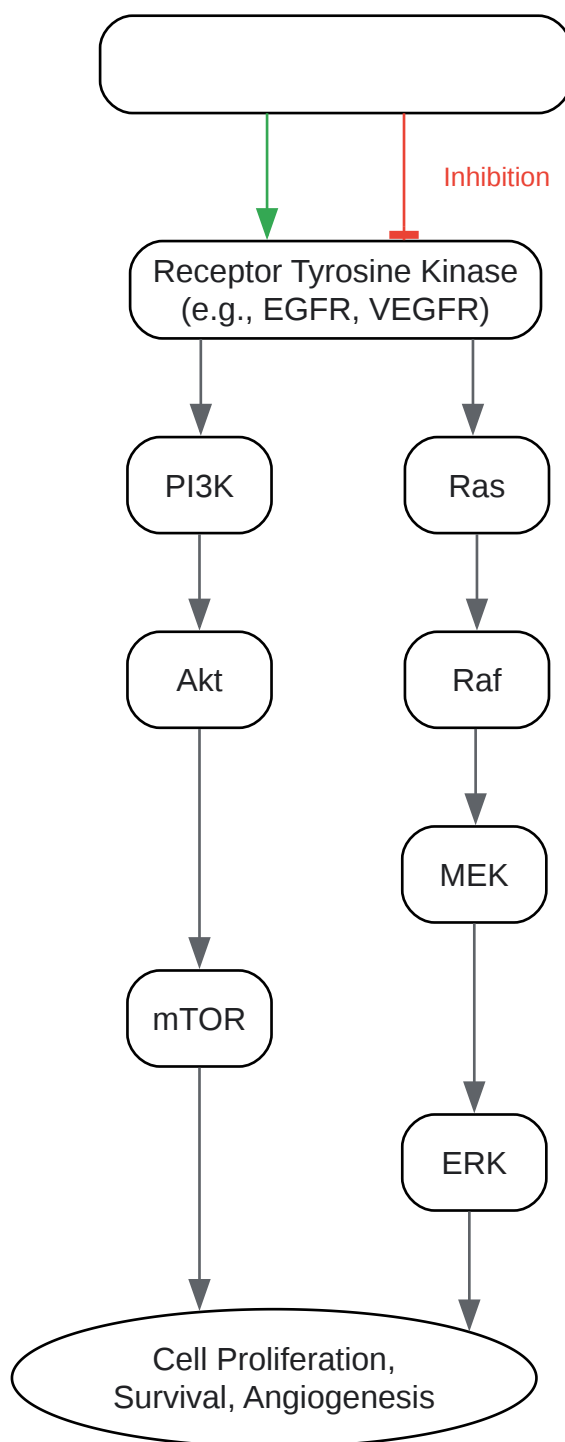 Inhibition
Receptor Tyrosine Kinase
(e.g., EGFR, VEGFR)
PI3K
Ras
Akt
Raf
MEK
mTOR
ERK
Cell Proliferation,
Survival, Angiogenesis